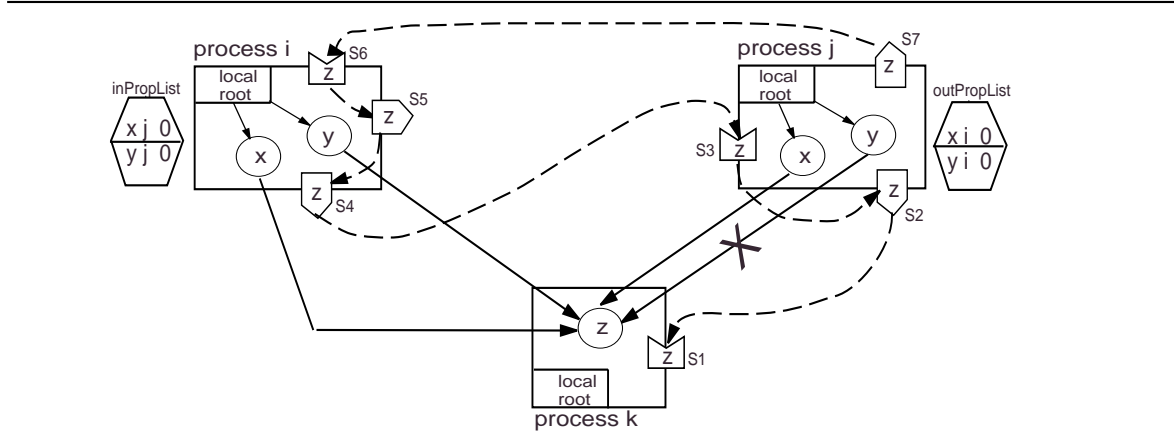 process i
S6
z
local
root
inPropList
x j 0
y j 0
S5
z
y
x
z
S4
process j
S7
z
local
root
outPropList
x i 0
y i 0
S3
z
x
y
z
S2
X
z
z
S1
local
root
process k